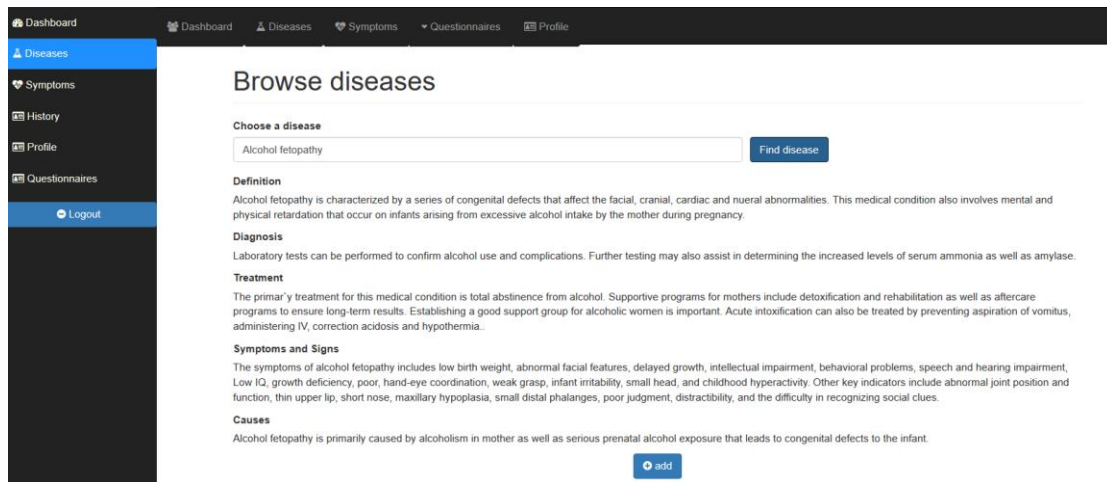 Dashboard
Diseases
Symptoms
History
Profile
Questionnaires
Logout
Dashboard Diseases Symptoms Questionnaires Profile
Browse diseases
Choose a disease
Alcohol fetopathy Find disease
Definition
Alcohol fetopathy is characterized by a series of congenital defects that affect the facial, cranial, cardiac and nueral abnormalities. This medical condition also involves mental and
physical retardation that occur on infants arising from excessive alcohol intake by the mother during pregnancy.
Diagnosis
Laboratory tests can be performed to confirm alcohol use and complications. Further testing may also assist in determining the increased levels of serum ammonia as well as amylase.
Treatment
The primar´y treatment for this medical condition is total abstinence from alcohol. Supportive programs for mothers include detoxification and rehabilitation as well as aftercare
programs to ensure long-term results. Establishing a good support group for alcoholic women is important. Acute intoxification can also be treated by preventing aspiration of vomitus,
administering IV, correction acidosis and hypothermia..
Symptoms and Signs
The symptoms of alcohol fetopathy includes low birth weight, abnormal facial features, delayed growth, intellectual impairment, behavioral problems, speech and hearing impairment,
Low IQ, growth deficiency, poor, hand-eye coordination, weak grasp, infant irritability, small head, and childhood hyperactivity. Other key indicators include abnormal joint position and
function, thin upper lip, short nose, maxillary hypoplasia, small distal phalanges, poor judgment, distractibility, and the difficulty in recognizing social clues.
Causes
Alcohol fetopathy is primarily caused by alcoholism in mother as well as serious prenatal alcohol exposure that leads to congenital defects to the infant.
add